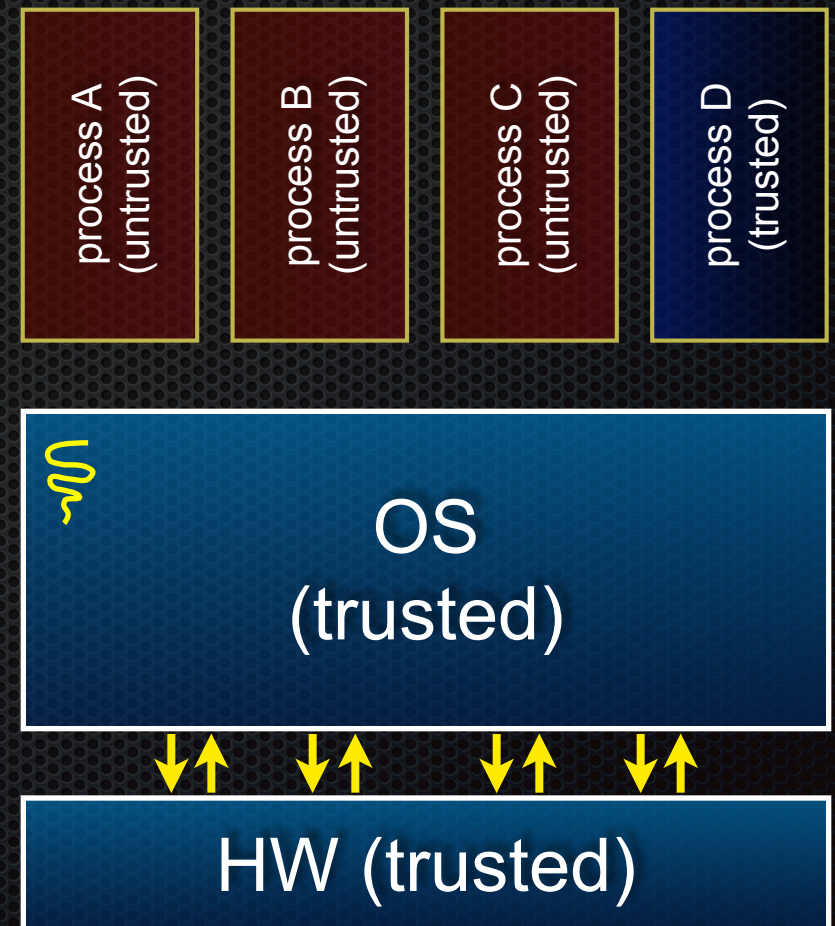 process A
(untrusted)
process B
(untrusted)
process C
(untrusted)
process D
(trusted)
OS
(trusted)
HW (trusted)